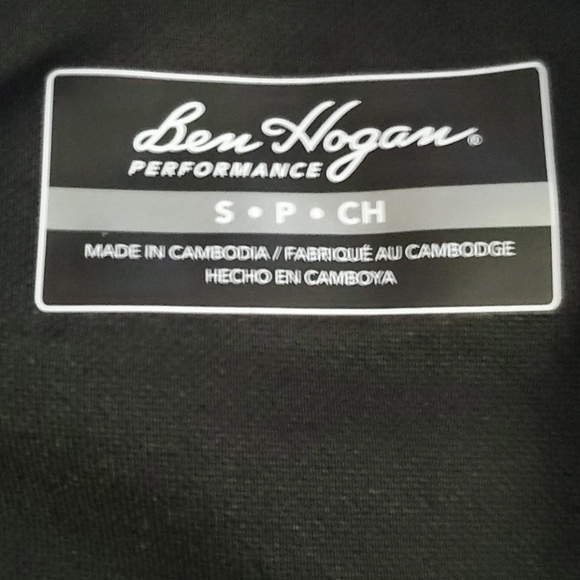 Ben Hogan®
PERFORMANCE
S • P • CH
MADE IN CAMBODIA / FABRIQUÉ AU CAMBODGE
HECHO EN CAMBOYA